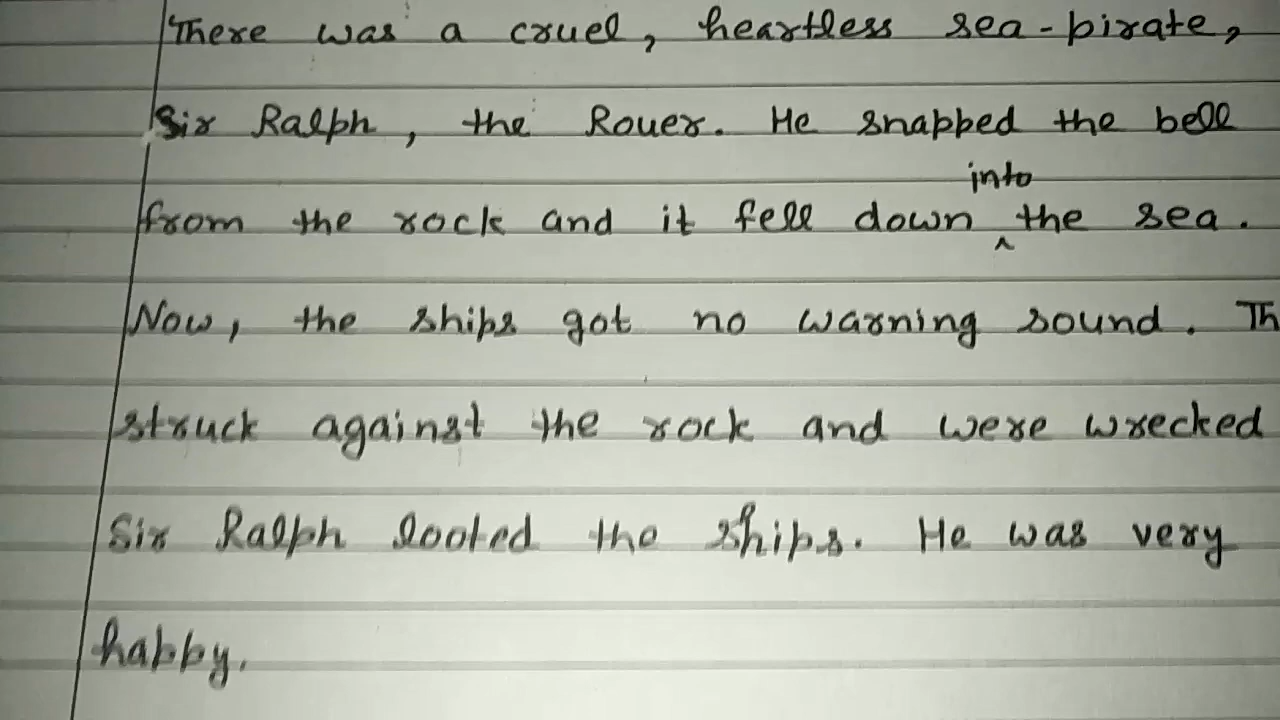 There was a cruel, heartless sea-pirate,
Sir Ralph, the Rover. He snapped the bell
from the rock and it fell down into the sea.
Now, the ships got no warning sound. Th
struck against the rock and were wrecked
Sir Ralph looted the ships. He was very
happy.